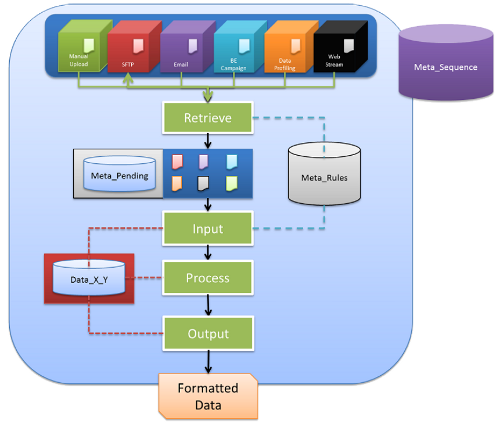 Manual
Upload
SFTP
Email
BE
Campaign
Data
Profiling
Web
Stream
Meta_Sequence
Retrieve
Meta_Pending
Meta_Rules
Input
Data_X_Y
Process
Output
Formatted
Data